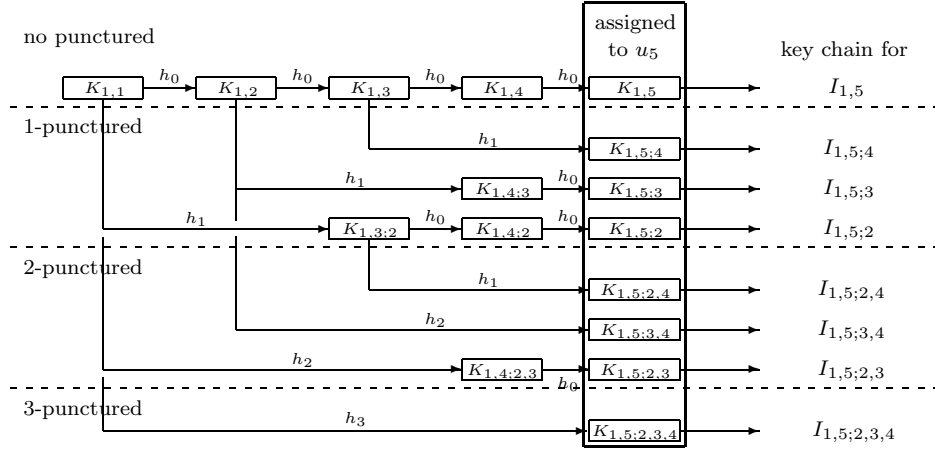 assigned
no punctured
to u₅
key chain for
h₀ h₀ h₀ h₀
K₁,₁ K₁,₂ K₁,₃ K₁,₄ K₁,₅ I₁,₅
1-punctured
h₁ K₁,₅;₄ I₁,₅;₄
h₁ K₁,₄;₃ h₀ K₁,₅;₃ I₁,₅;₃
h₁ K₁,₃;₂ h₀ K₁,₄;₂ h₀ K₁,₅;₂ I₁,₅;₂
2-punctured
h₁ K₁,₅;₂,₄ I₁,₅;₂,₄
h₂ K₁,₅;₃,₄ I₁,₅;₃,₄
h₂ K₁,₄;₂,₃ h₀ K₁,₅;₂,₃ I₁,₅;₂,₃
3-punctured
h₃ K₁,₅;₂,₃,₄ I₁,₅;₂,₃,₄